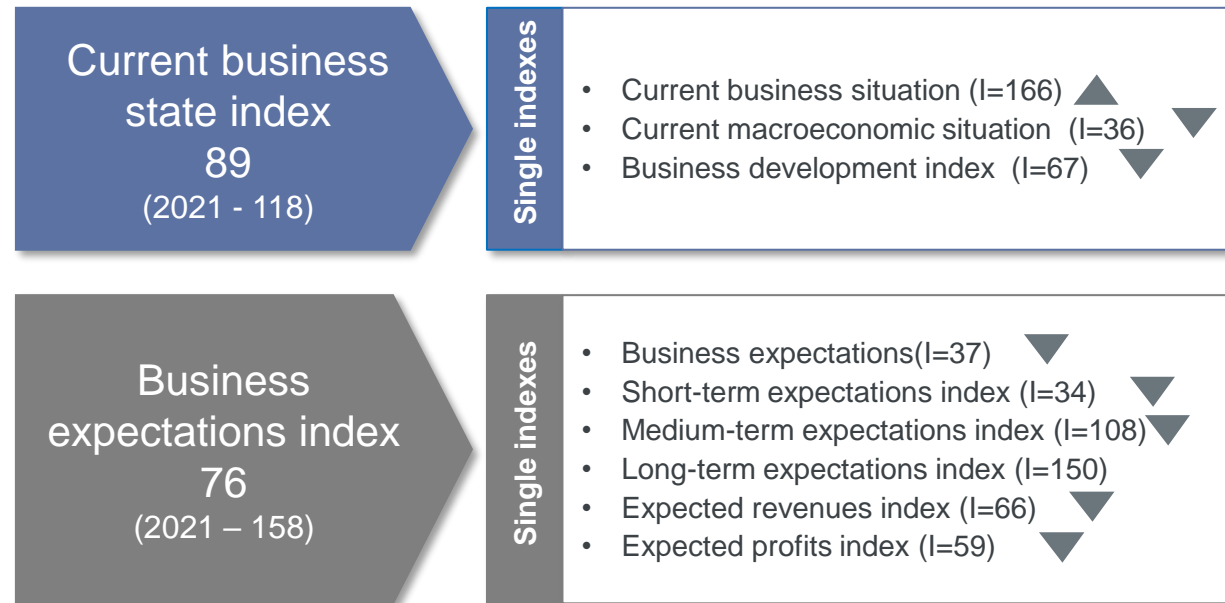 Current business
state index
89
(2021 - 118)
Single indexes
• Current business situation (I=166)
• Current macroeconomic situation (I=36)
• Business development index (I=67)
Business
expectations index
76
(2021 – 158)
Single indexes
• Business expectations(I=37)
• Short-term expectations index (I=34)
• Medium-term expectations index (I=108)
• Long-term expectations index (I=150)
• Expected revenues index (I=66)
• Expected profits index (I=59)